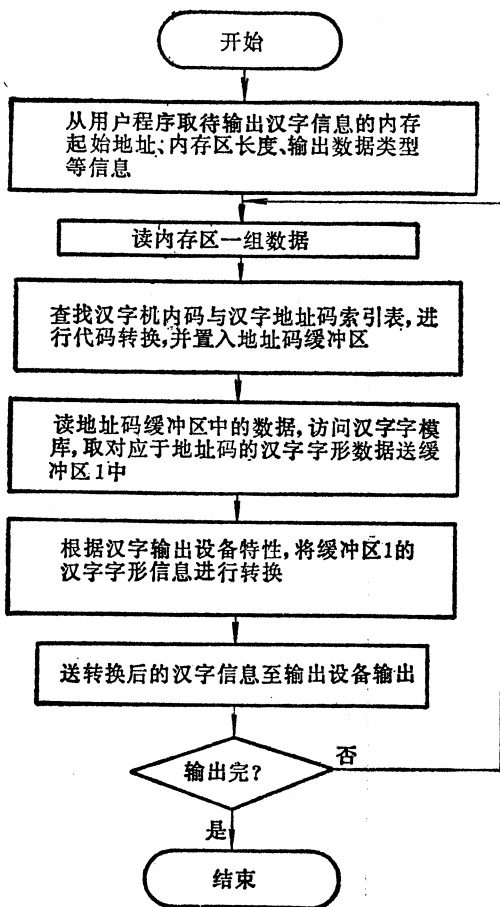 开始
从用户程序取待输出汉字信息的内存
起始地址;内存区长度、输出数据类型
等信息
读内存区一组数据
查找汉字机内码与汉字地址码索引表,进
行代码转换,并置入地址码缓冲区
读地址码缓冲区中的数据,访问汉字字模
库,取对应于地址码的汉字字形数据送缓
冲区1中
根据汉字输出设备特性,将缓冲区1的
汉字字形信息进行转换
送转换后的汉字信息至输出设备输出
输出完?
否
是
结束